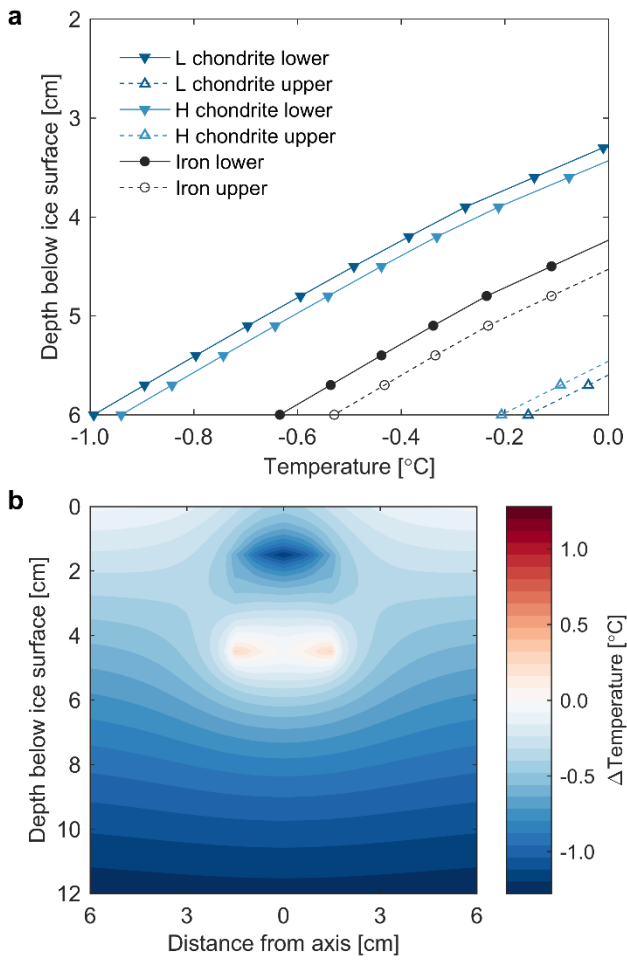 a
2
3
4
5
6
Depth below ice surface [cm]
L chondrite lower
L chondrite upper
H chondrite lower
H chondrite upper
Iron lower
Iron upper
-1.0 -0.8 -0.6 -0.4 -0.2 0.0
Temperature [°C]
b
0
2
4
6
8
10
12
Depth below ice surface [cm]
6 3 0 3 6
Distance from axis [cm]
1.0
0.5
0.0
-0.5
-1.0
Δ Temperature [°C]